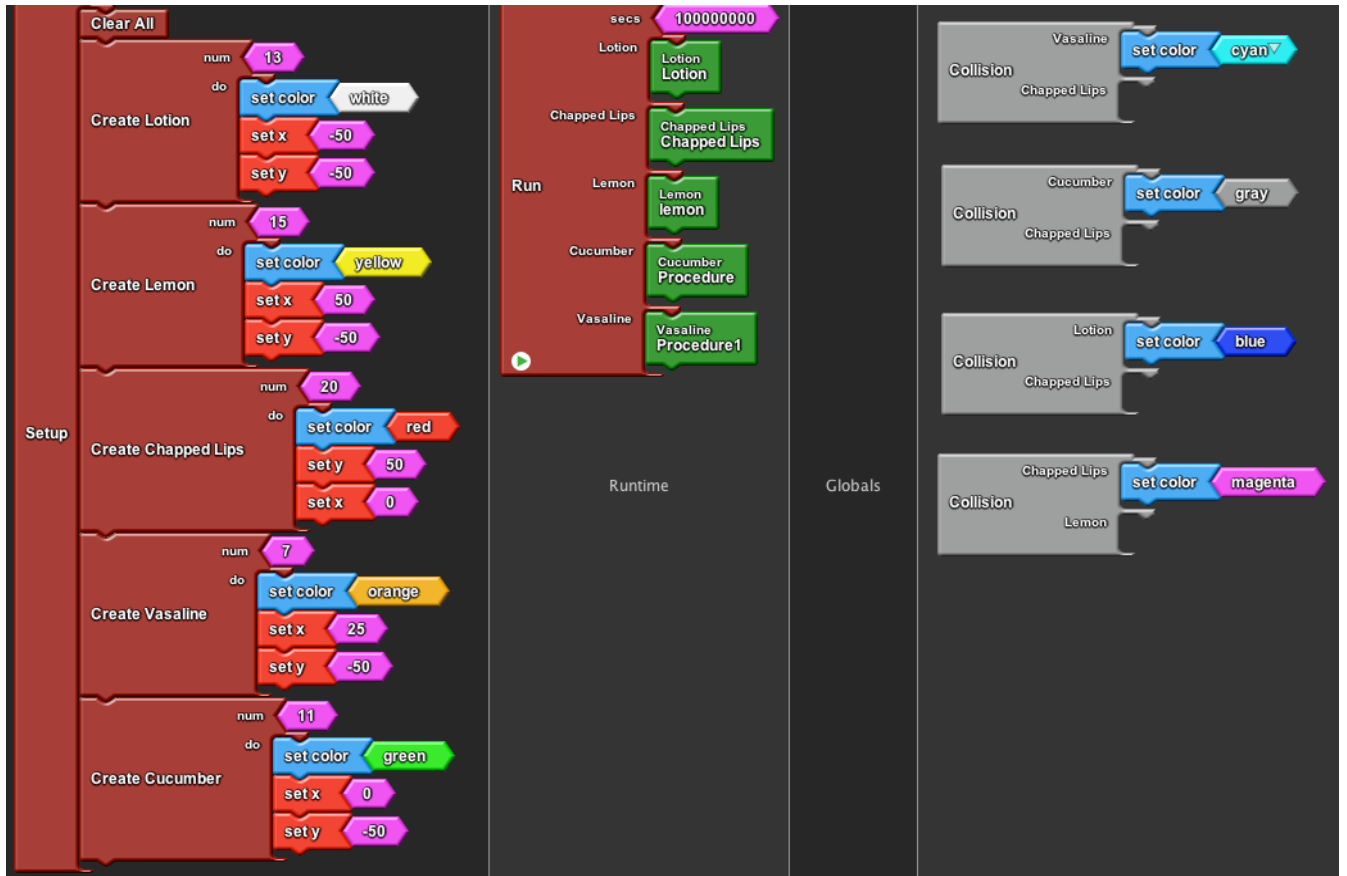 Setup
Clear All
Create Lotion
num 13
do
set color white
set x -50
set y -50
Create Lemon
num 15
do
set color yellow
set x 50
set y -50
Create Chapped Lips
num 20
do
set color red
set y 50
set x 0
Create Vasaline
num 7
do
set color orange
set x 25
set y -50
Create Cucumber
num 11
do
set color green
set x 0
set y -50
Run
secs 100000000
Lotion
Lotion
Lotion
Chapped Lips
Chapped Lips
Chapped Lips
Lemon
Lemon
lemon
Cucumber
Cucumber
Procedure
Vasaline
Vasaline
Procedure1
Runtime
Globals
Collision
Vasaline
set color cyan
Chapped Lips
Collision
Cucumber
set color gray
Chapped Lips
Collision
Lotion
set color blue
Chapped Lips
Collision
Chapped Lips
set color magenta
Lemon